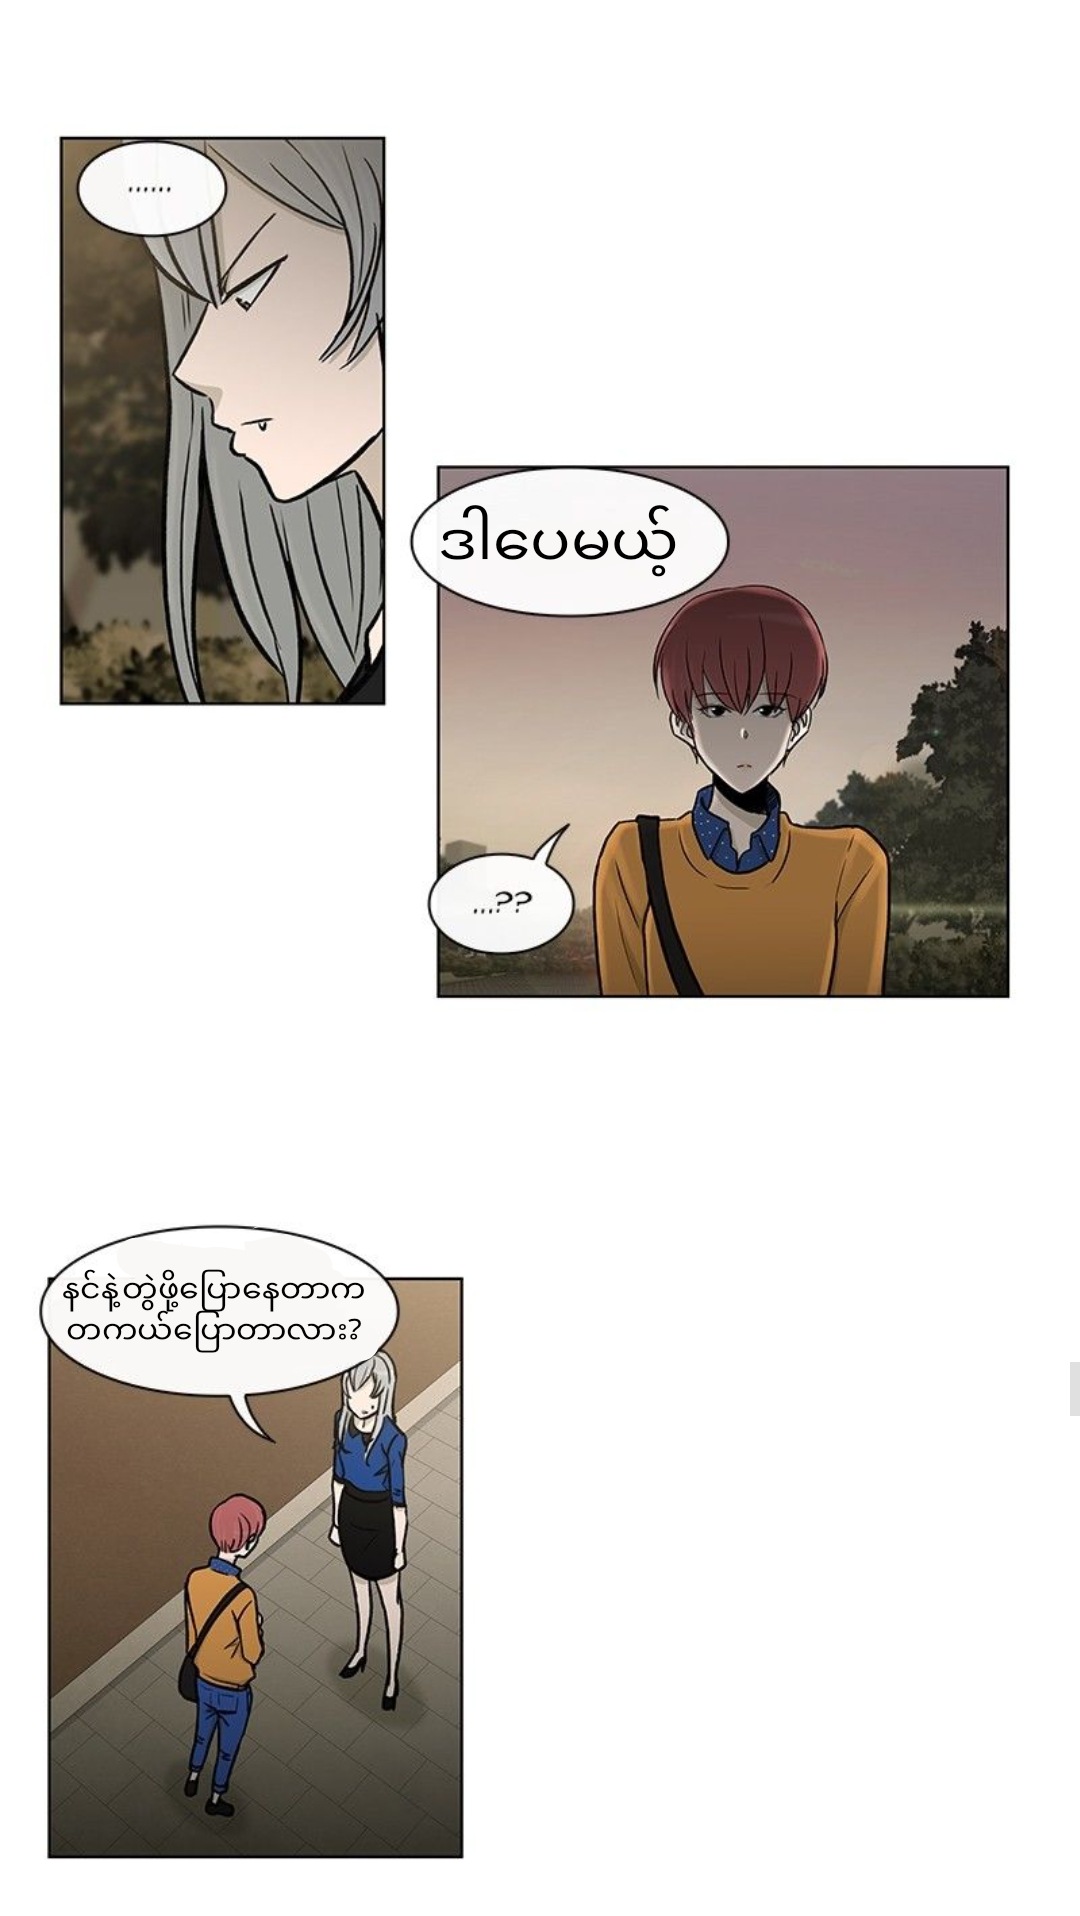 ......
ဒါပေမယ့်
...??
နင်နဲ့တွဲဖို့ပြောနေတာက
တကယ်ပြောတာလား?